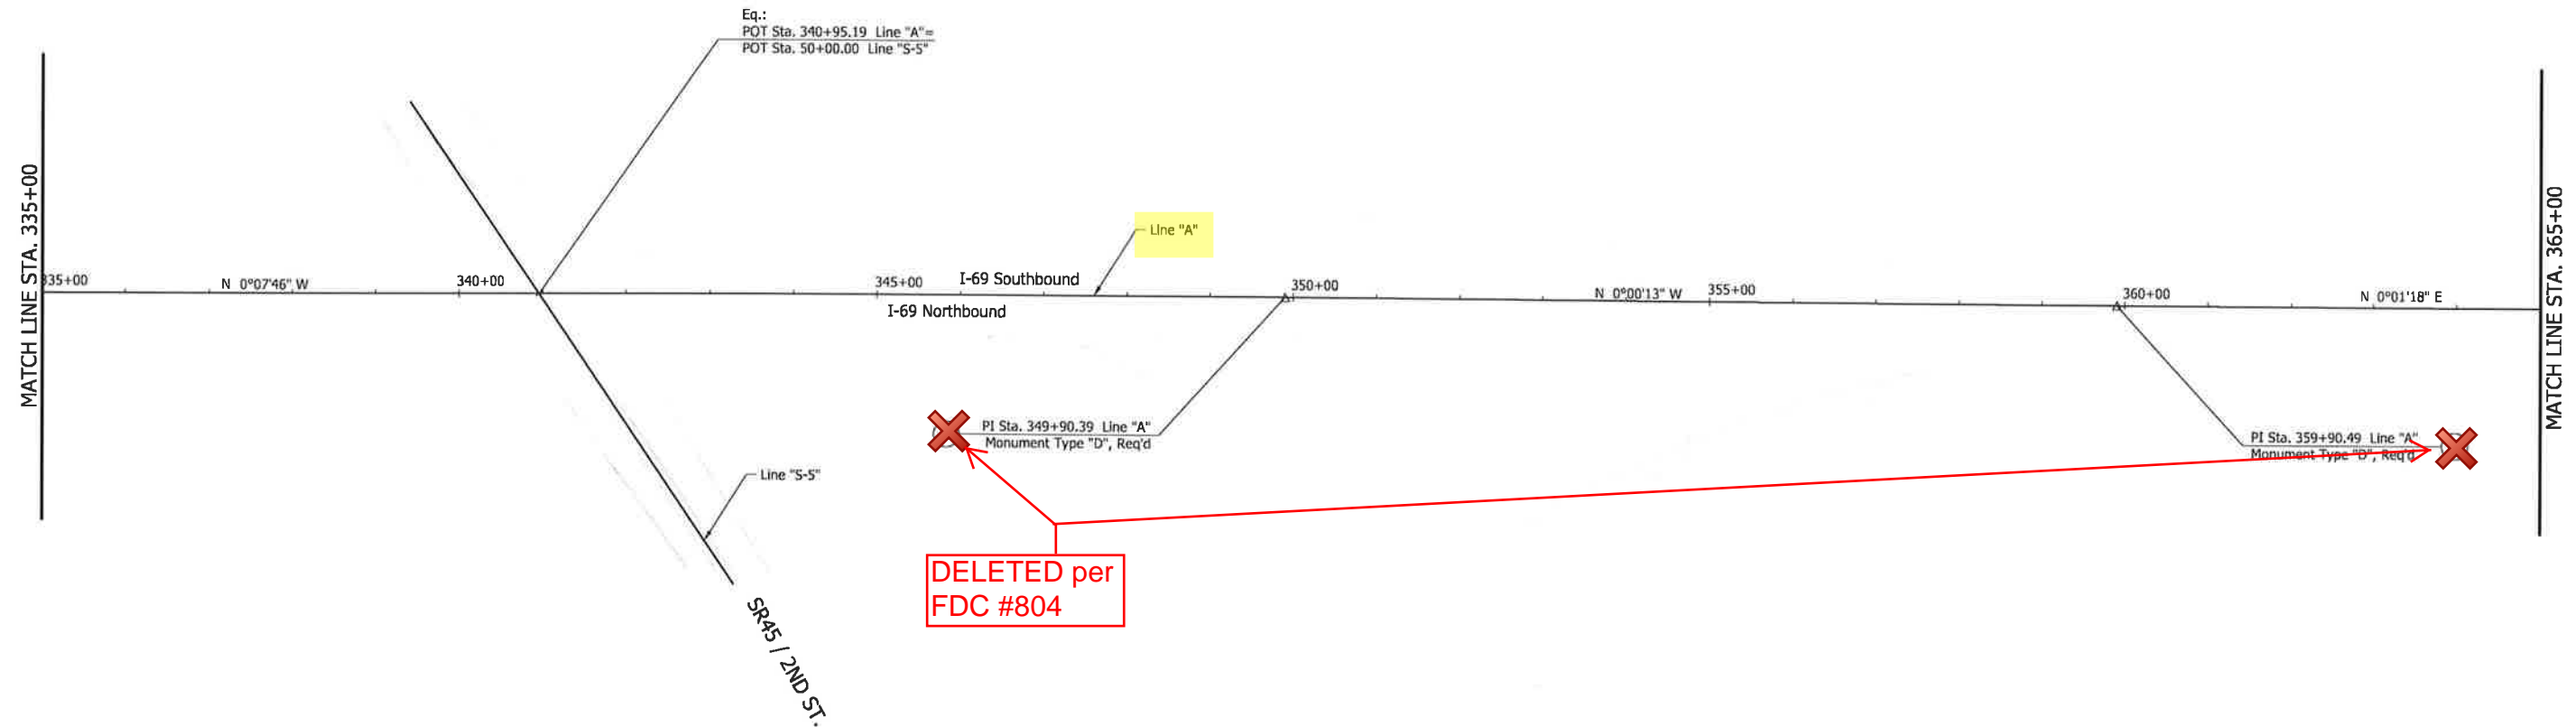 Eq.:
POT Sta. 340+95.19 Line "A"=
POT Sta. 50+00.00 Line "S-5"
MATCH LINE STA. 335+00
335+00
N 0°07'46" W
340+00
345+00
I-69 Southbound
I-69 Northbound
Line "A"
350+00
N 0°00'13" W
355+00
360+00
N 0°01'18" E
MATCH LINE STA. 365+00
PI Sta. 349+90.39 Line "A"
Monument Type "D", Req'd
PI Sta. 359+90.49 Line "A"
Monument Type "D", Req'd
Line "S-5"
DELETED per
FDC #804
SR45 / 2ND ST.